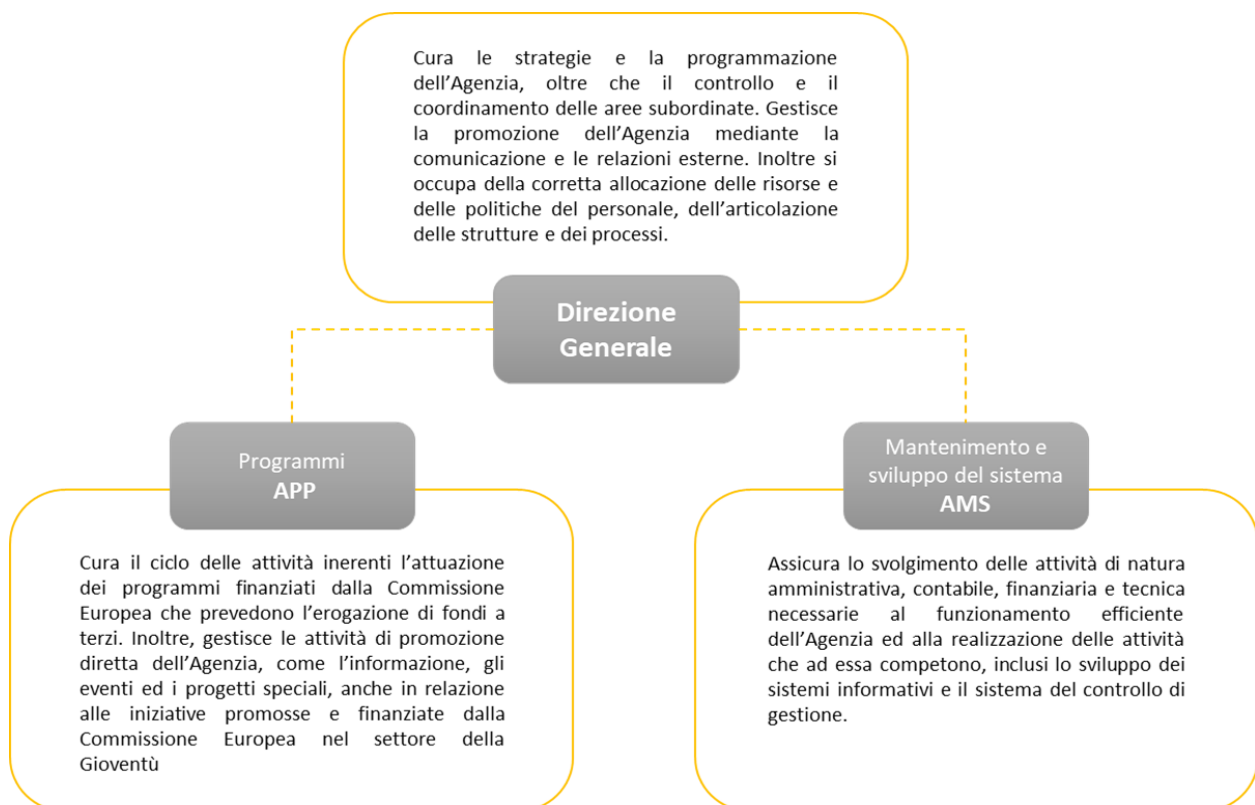 Cura le strategie e la programmazione
dell’Agenzia, oltre che il controllo e il
coordinamento delle aree subordinate. Gestisce
la promozione dell’Agenzia mediante la
comunicazione e le relazioni esterne. Inoltre si
occupa della corretta allocazione delle risorse e
delle politiche del personale, dell’articolazione
delle strutture e dei processi.
Direzione
Generale
Programmi
APP
Cura il ciclo delle attività inerenti l’attuazione
dei programmi finanziati dalla Commissione
Europea che prevedono l’erogazione di fondi a
terzi. Inoltre, gestisce le attività di promozione
diretta dell’Agenzia, come l’informazione, gli
eventi ed i progetti speciali, anche in relazione
alle iniziative promosse e finanziate dalla
Commissione Europea nel settore della
Gioventù
Mantenimento e
sviluppo del sistema
AMS
Assicura lo svolgimento delle attività di natura
amministrativa, contabile, finanziaria e tecnica
necessarie al funzionamento efficiente
dell’Agenzia ed alla realizzazione delle attività
che ad essa competono, inclusi lo sviluppo dei
sistemi informativi e il sistema del controllo di
gestione.